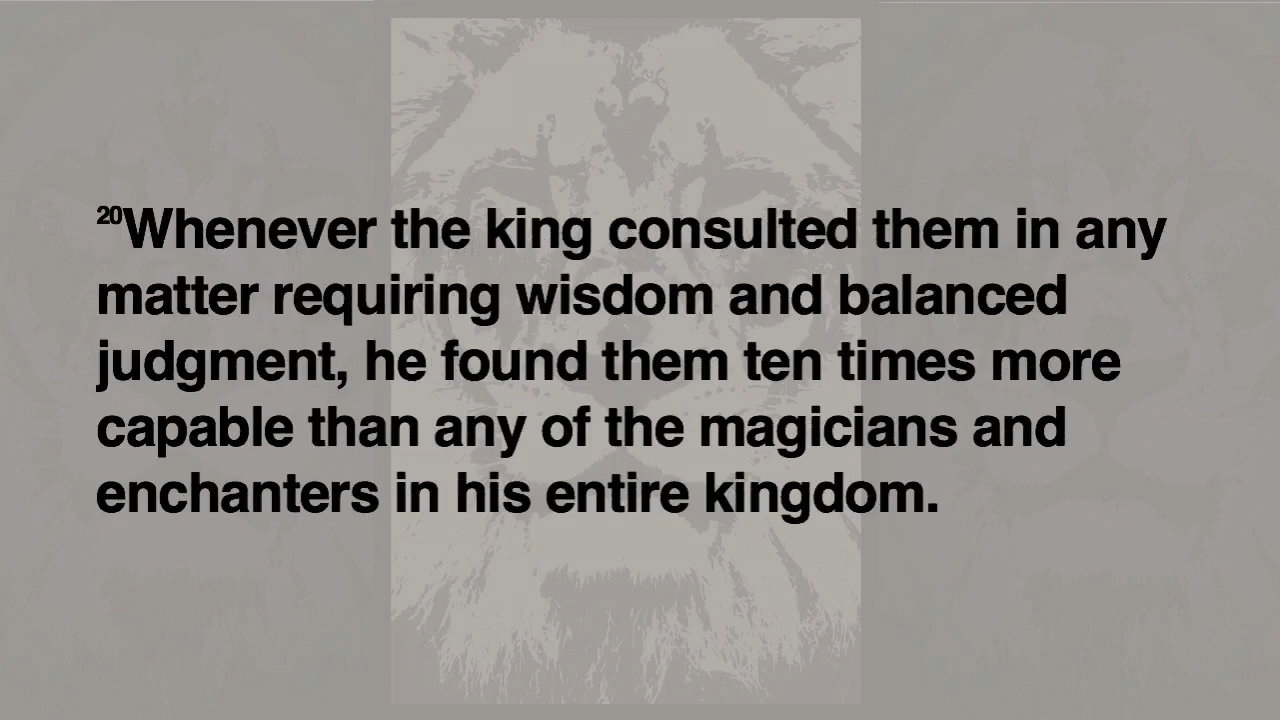 20Whenever the king consulted them in any
matter requiring wisdom and balanced
judgment, he found them ten times more
capable than any of the magicians and
enchanters in his entire kingdom.